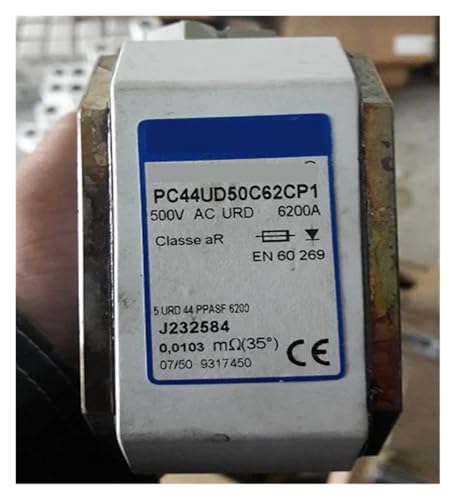 PC44UD50C62CP1
500V AC URD 6200A
Classe aR
EN 60 269
5 URD 44 PPASF 6200
J232584
0,0103 mΩ(35°)
07/50 9317450
CE